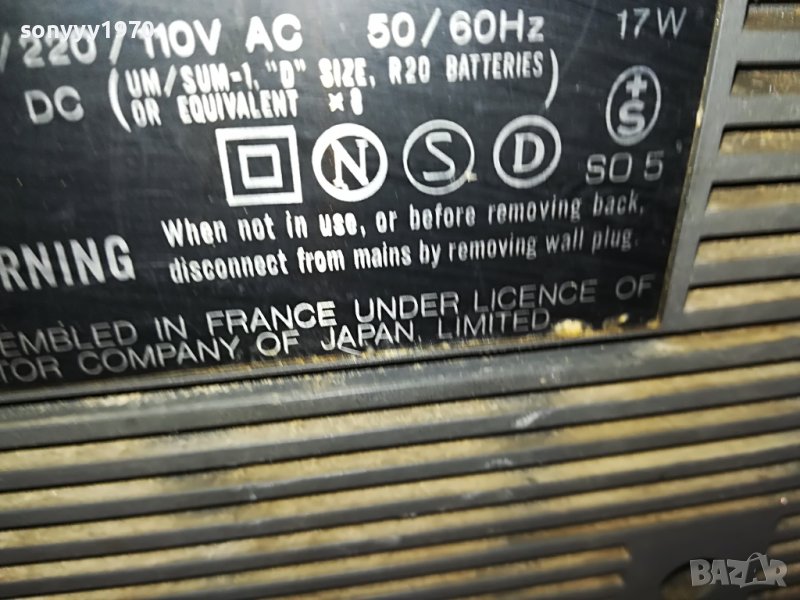 sonyyv1970
/ 220 / 110V AC 50/60Hz 17W
DC (UM/SUM-1, "D" SIZE, R20 BATTERIES)
OR EQUIVALENT ×8
N S D +S
SO 5
When not in use, or before removing back,
RNING disconnect from mains by removing wall plug.
EMBLED IN FRANCE UNDER LICENCE OF
TOR COMPANY OF JAPAN, LIMITED
BAZAR